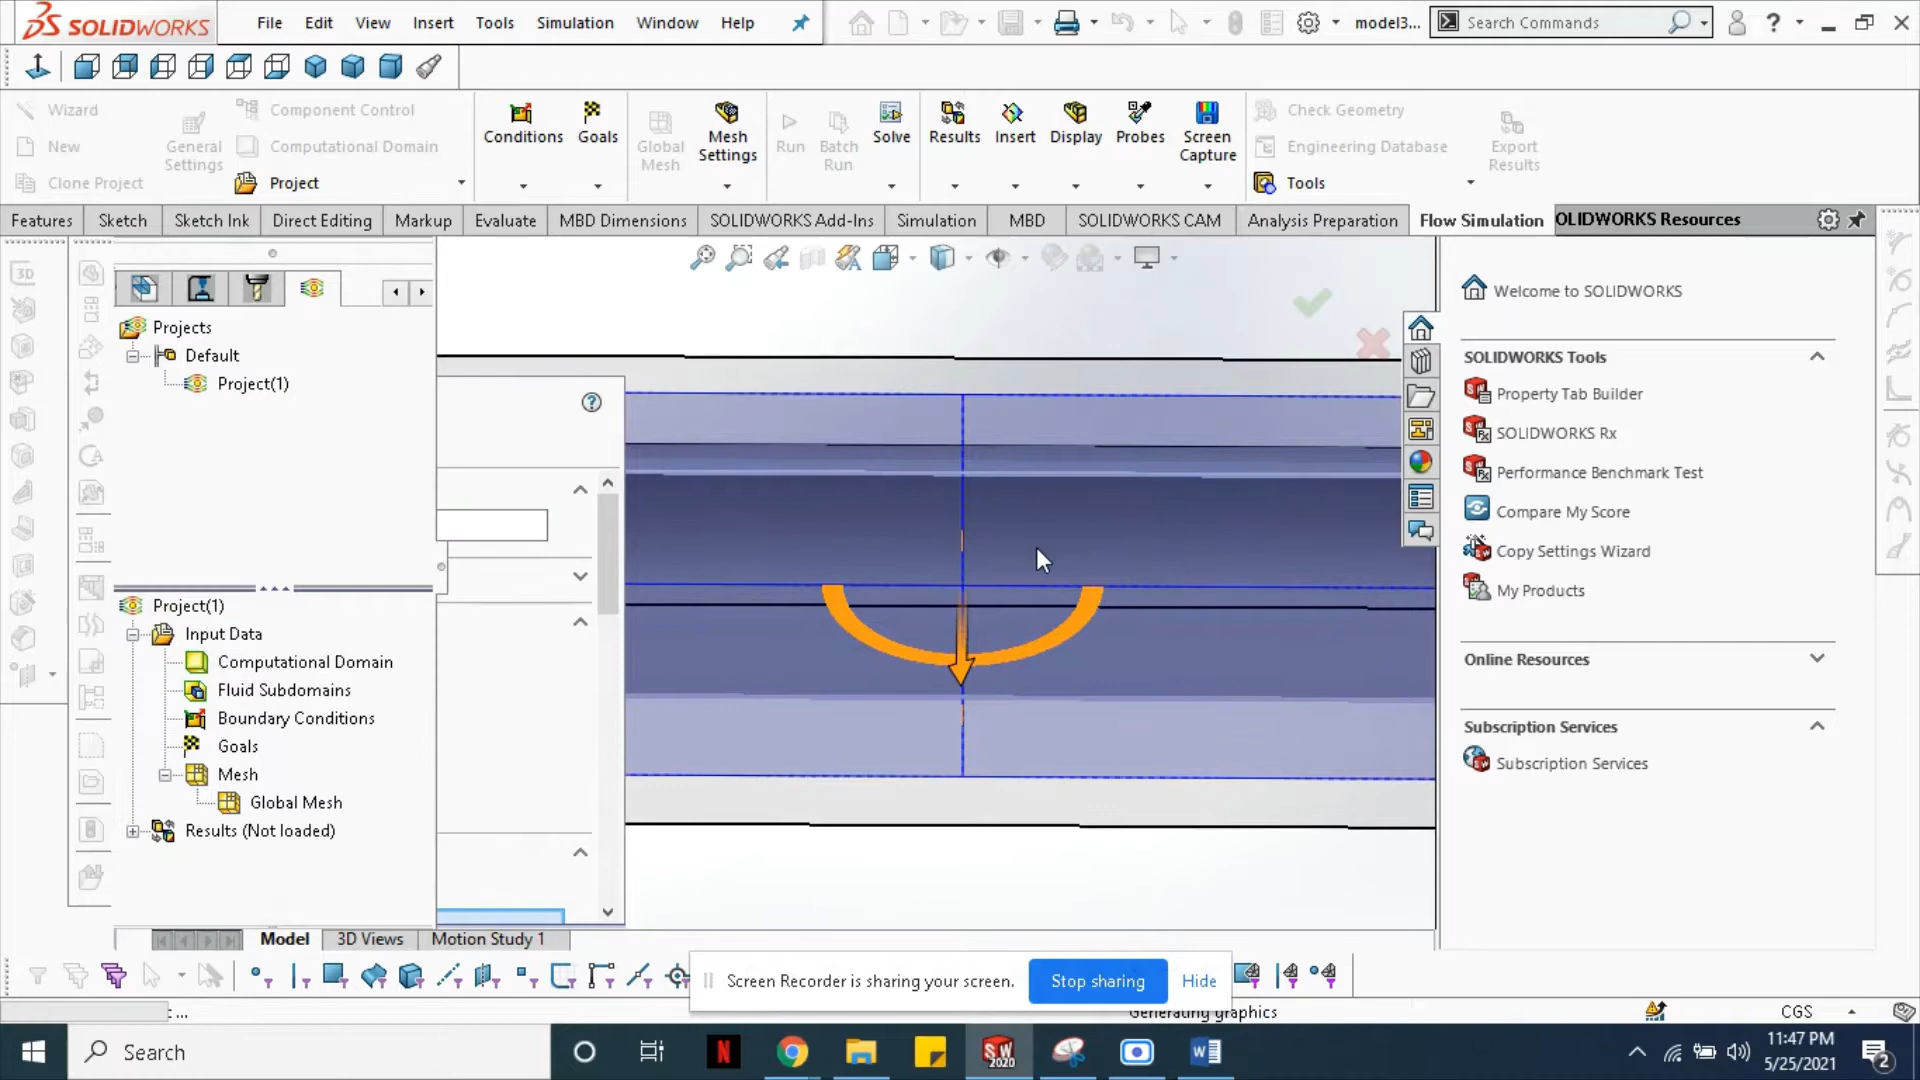 SOLIDWORKS File Edit View Insert Tools Simulation Window Help model3... Search Commands
Wizard Component Control Check Geometry
New General Settings Computational Domain Engineering Database
Clone Project Project Tools
Conditions Goals Global Mesh Mesh Settings Run Batch Run Solve Results Insert Display Probes Screen Capture Export Results
Features Sketch Sketch Ink Direct Editing Markup Evaluate MBD Dimensions SOLIDWORKS Add-Ins Simulation MBD SOLIDWORKS CAM Analysis Preparation Flow Simulation OLIDWORKS Resources
Projects
Default
Project(1)
Project(1)
Input Data
Computational Domain
Fluid Subdomains
Boundary Conditions
Goals
Mesh
Global Mesh
Results (Not loaded)
Welcome to SOLIDWORKS
SOLIDWORKS Tools
Property Tab Builder
SOLIDWORKS Rx
Performance Benchmark Test
Compare My Score
Copy Settings Wizard
My Products
Online Resources
Subscription Services
Subscription Services
Model 3D Views Motion Study 1
Screen Recorder is sharing your screen. Stop sharing Hide
... Generating graphics CGS
Search
SW 2020
11:47 PM
5/25/2021
2